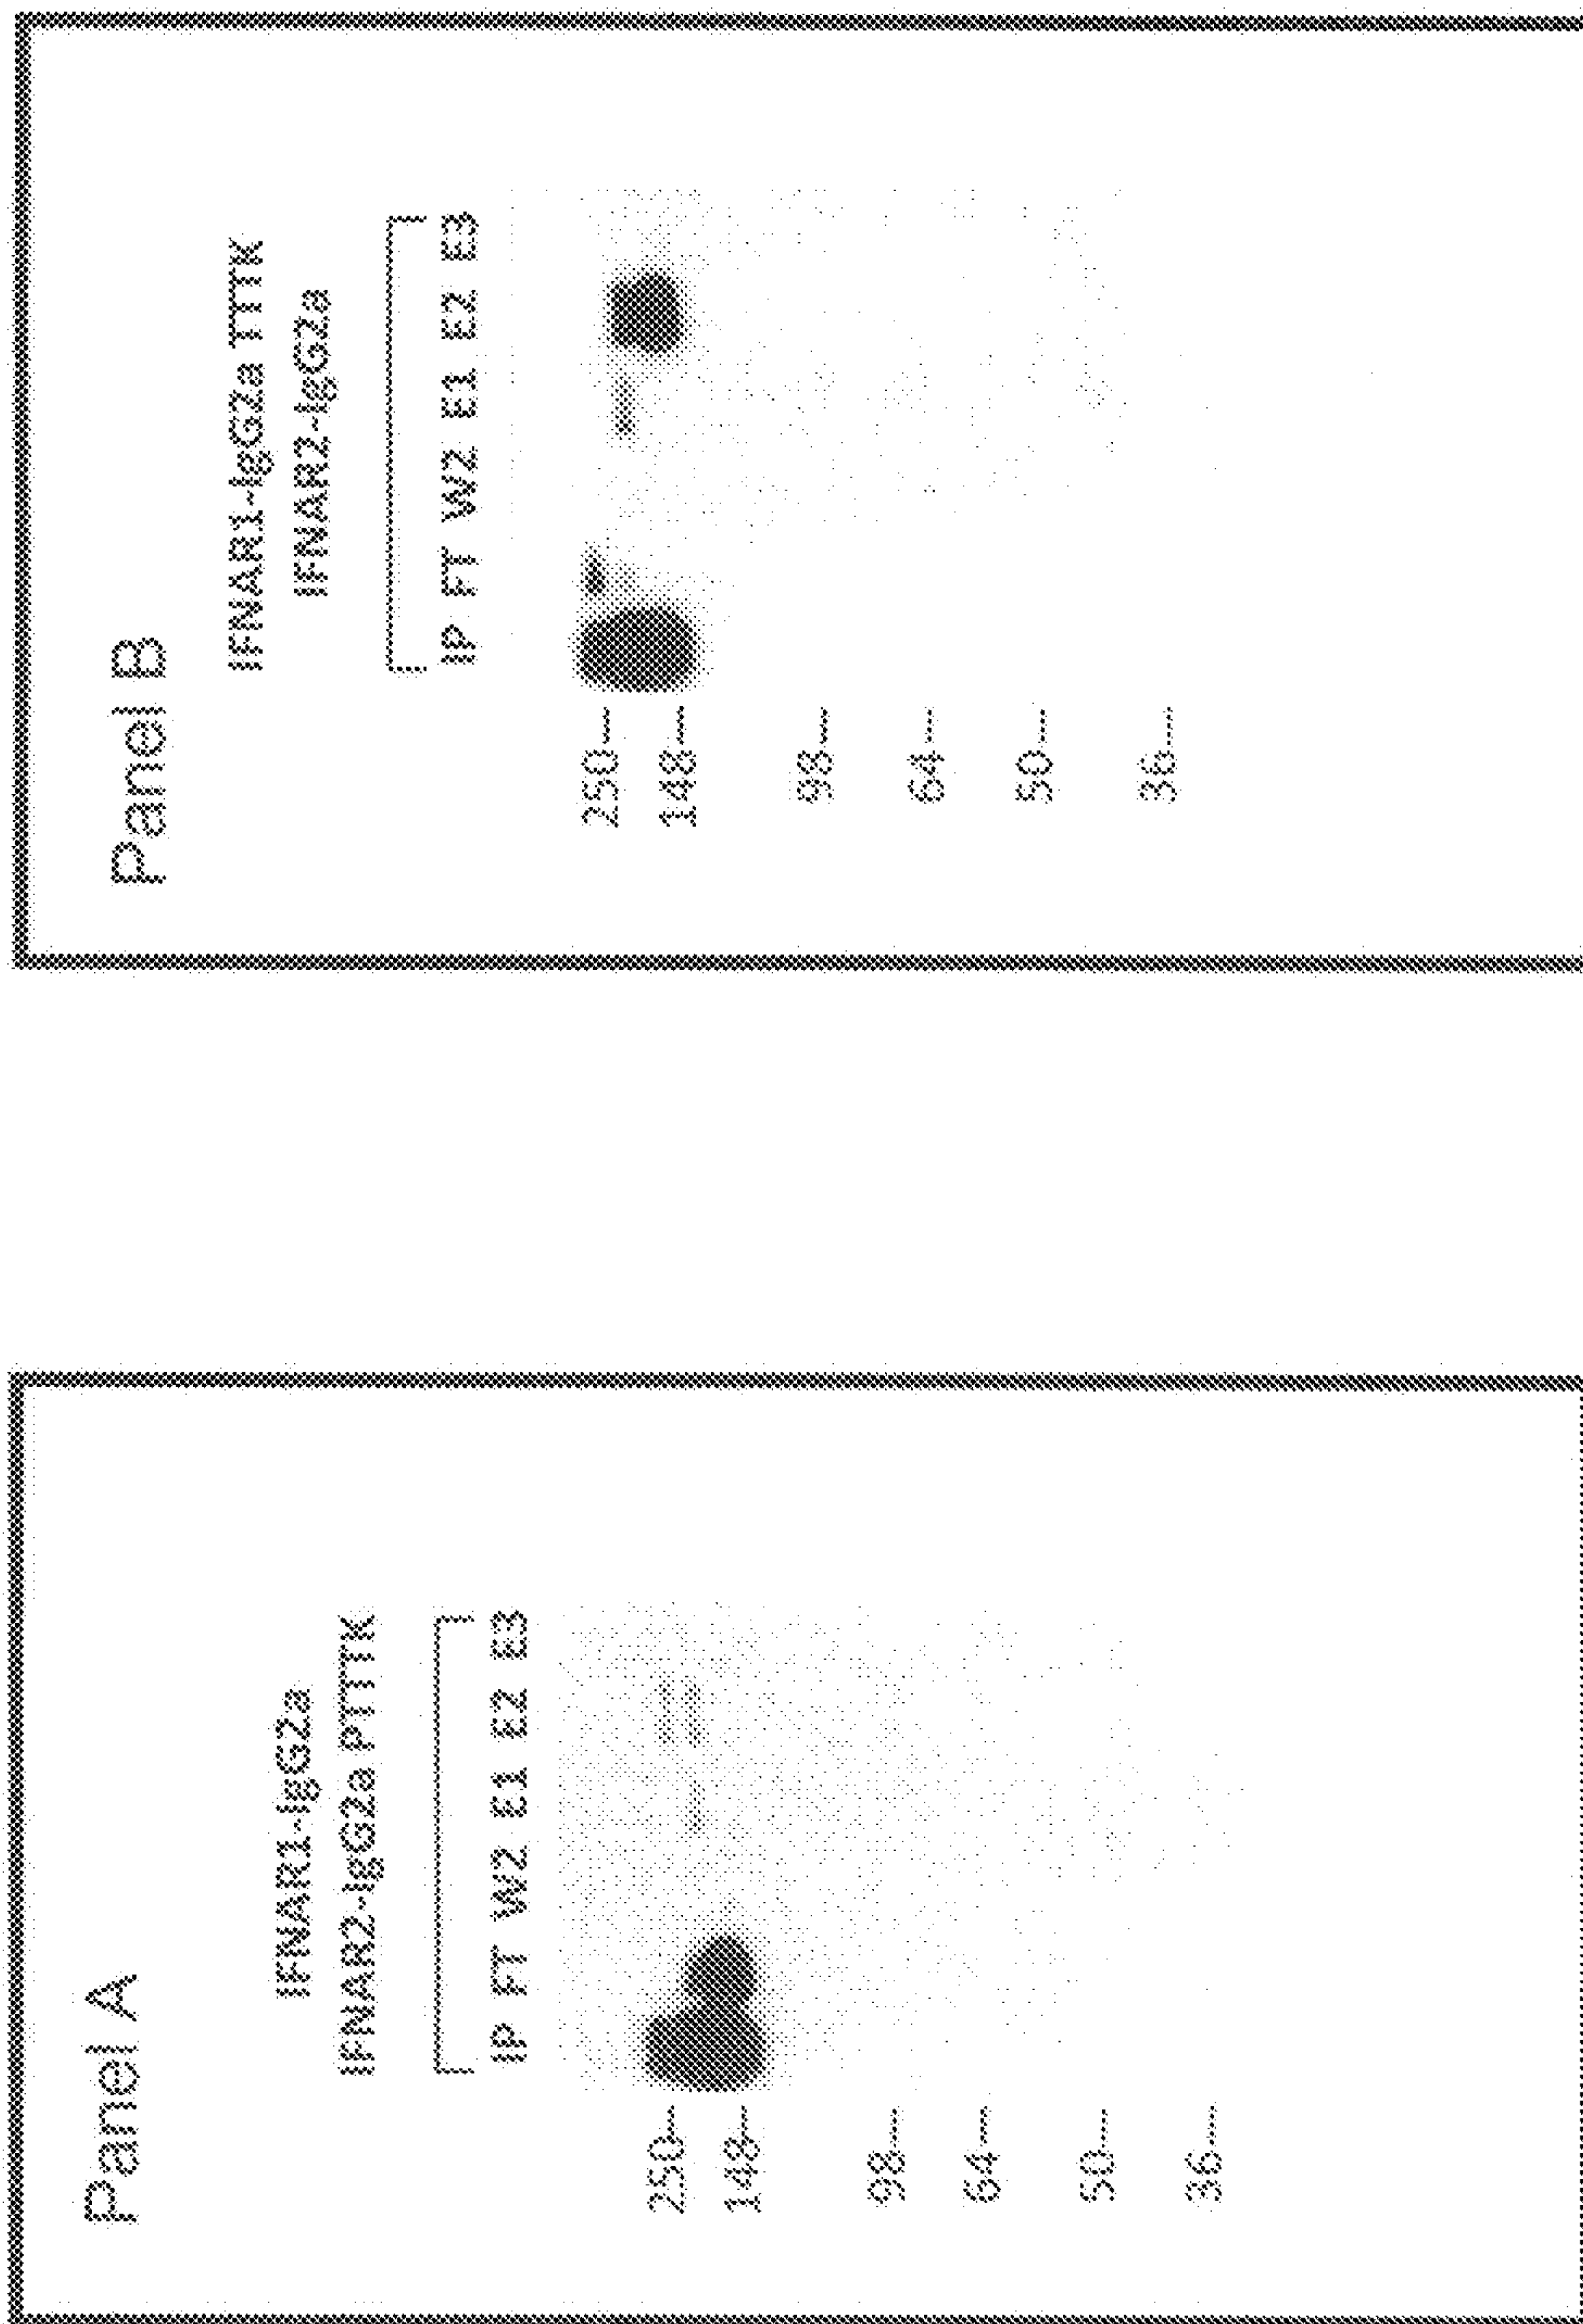 Panel A
IFNAR1-IgG2a
IFNAR2-IgG2a PTTTK
IP FT W2 E1 E2 E3
250
148
98
64
50
36
Panel B
IFNAR1-IgG2a TTTK
IFNAR2-IgG2a
IP FT W2 E1 E2 E3
250
148
98
64
50
36